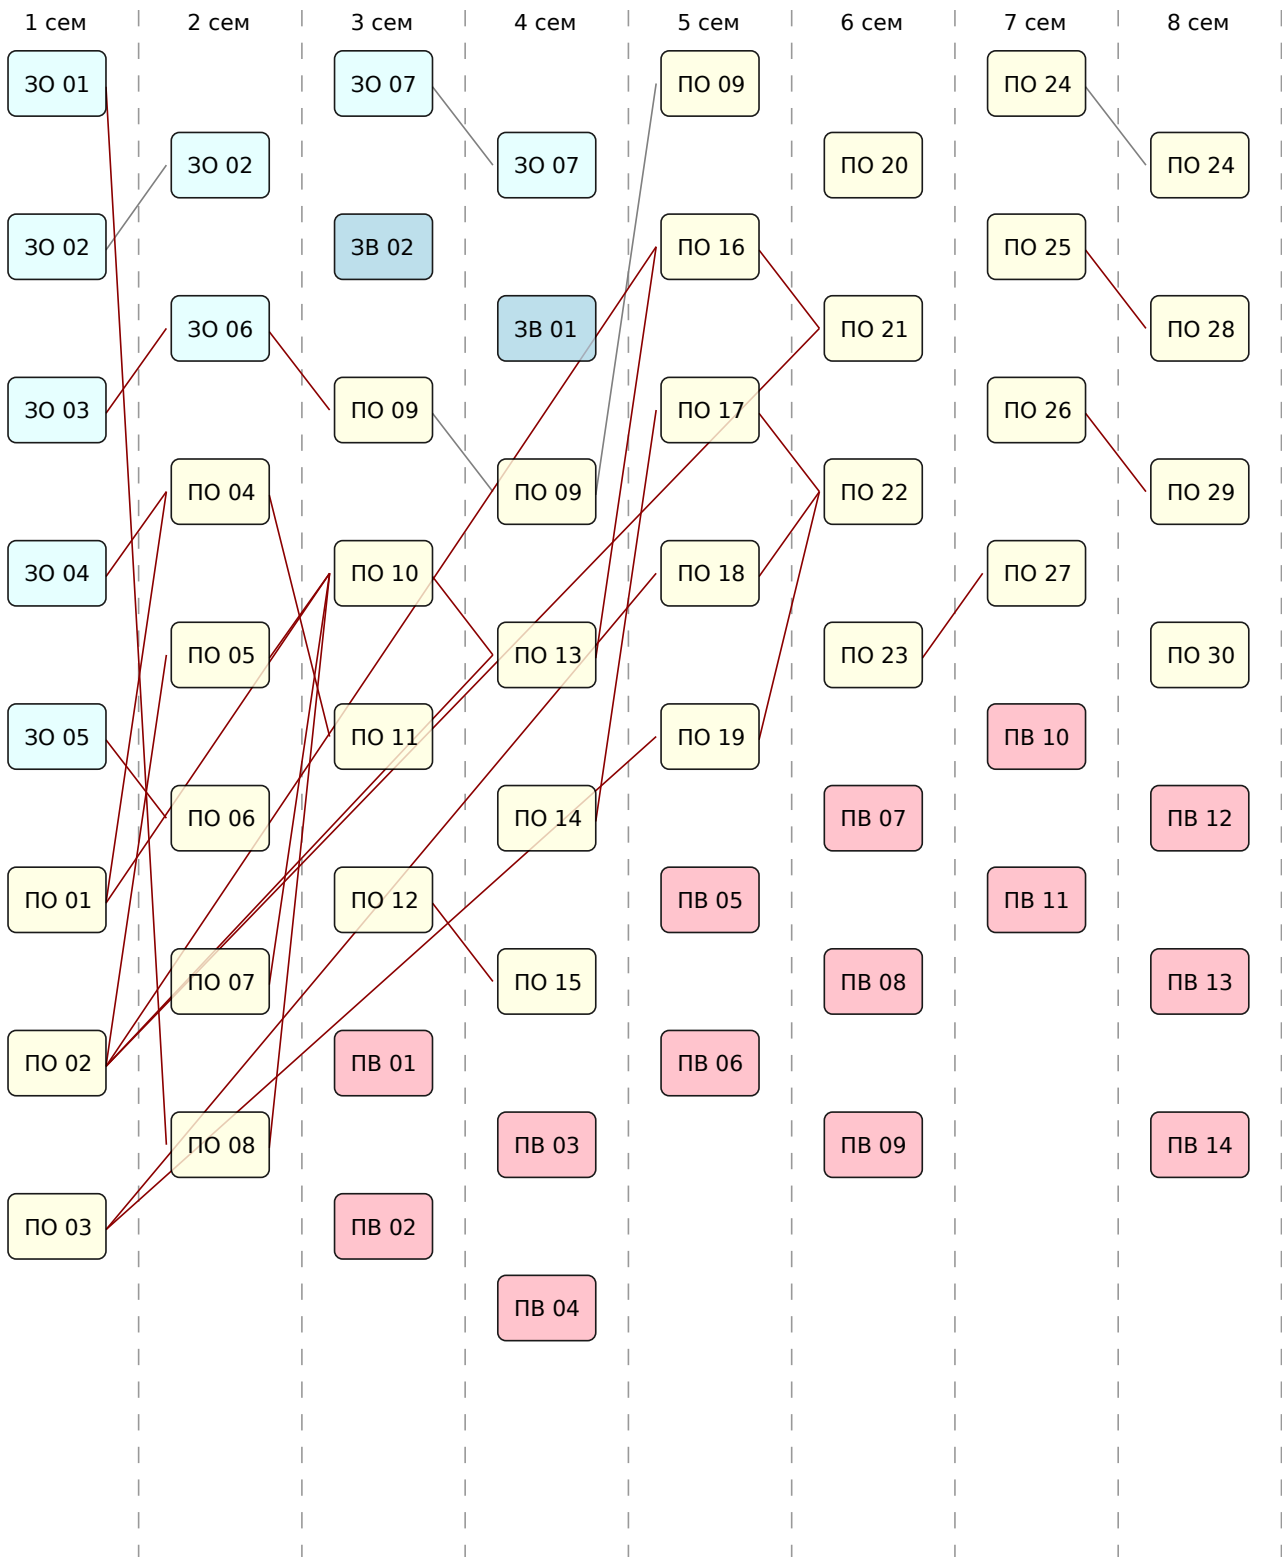 1 сем 2 сем 3 сем 4 сем 5 сем 6 сем 7 сем 8 сем
ЗО 01 ЗО 07 ПО 09 ПО 24
ЗО 02 ЗО 07 ПО 20 ПО 24
ЗО 02 ЗВ 02 ПО 16 ПО 25
ЗО 06 ЗВ 01 ПО 21 ПО 28
ЗО 03 ПО 09 ПО 17 ПО 26
ПО 04 ПО 09 ПО 22 ПО 29
ЗО 04 ПО 10 ПО 18 ПО 27
ПО 05 ПО 13 ПО 23 ПО 30
ЗО 05 ПО 11 ПО 19 ПВ 10
ПО 06 ПО 14 ПВ 07 ПВ 12
ПО 01 ПО 12 ПВ 05 ПВ 11
ПО 07 ПО 15 ПВ 08 ПВ 13
ПО 02 ПВ 01 ПВ 06
ПО 08 ПВ 03 ПВ 09 ПВ 14
ПО 03 ПВ 02
ПВ 04